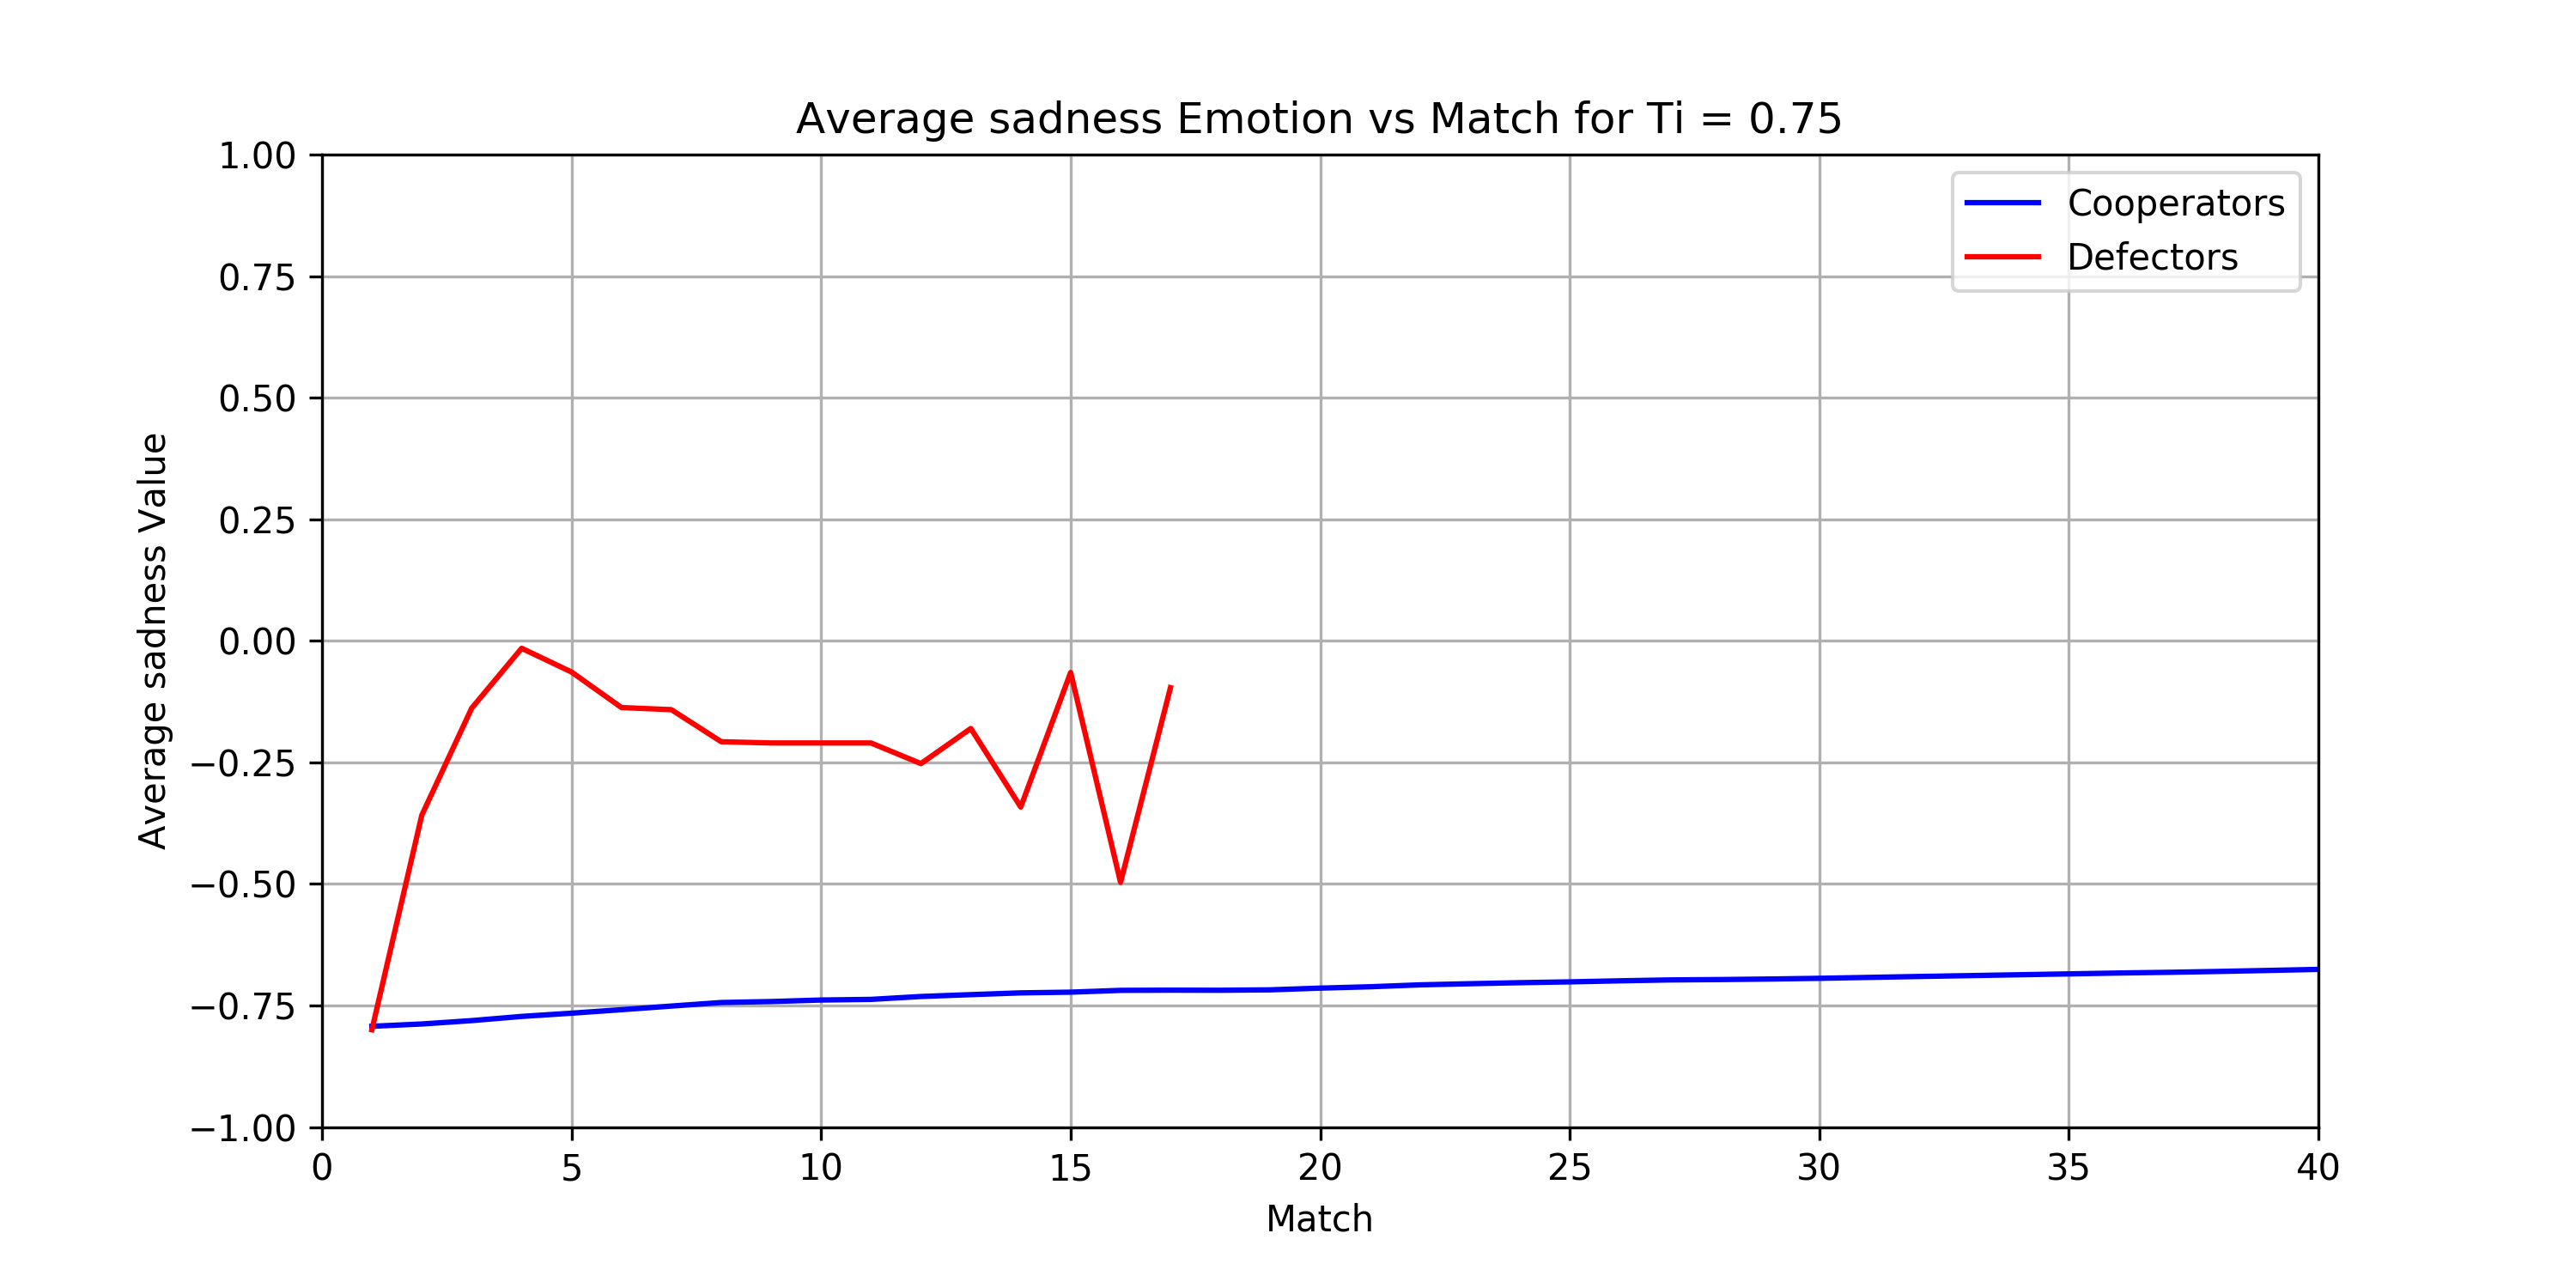 Average sadness Emotion vs Match for Ti = 0.75
Cooperators
Defectors
Average sadness Value
1.00
0.75
0.50
0.25
0.00
−0.25
−0.50
−0.75
−1.00
0 5 10 15 20 25 30 35 40
Match